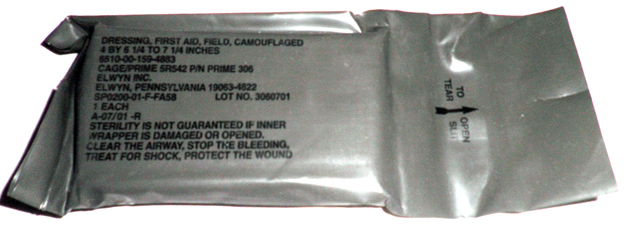 DRESSING, FIRST AID, FIELD, CAMOUFLAGED
4 BY 6 1/4 TO 7 1/4 INCHES
6510-00-159-4883
CAGE/PRIME 5R542 P/N PRIME 306
ELWYN INC.
ELWYN, PENNSYLVANIA 19063-4622
SP0200-01-F-FA58 LOT NO. 3060701
1 EACH
A-07/01 -R
STERILITY IS NOT GUARANTEED IF INNER
WRAPPER IS DAMAGED OR OPENED.
CLEAR THE AIRWAY, STOP THE BLEEDING,
TREAT FOR SHOCK, PROTECT THE WOUND
TO OPEN
TEAR SLIT